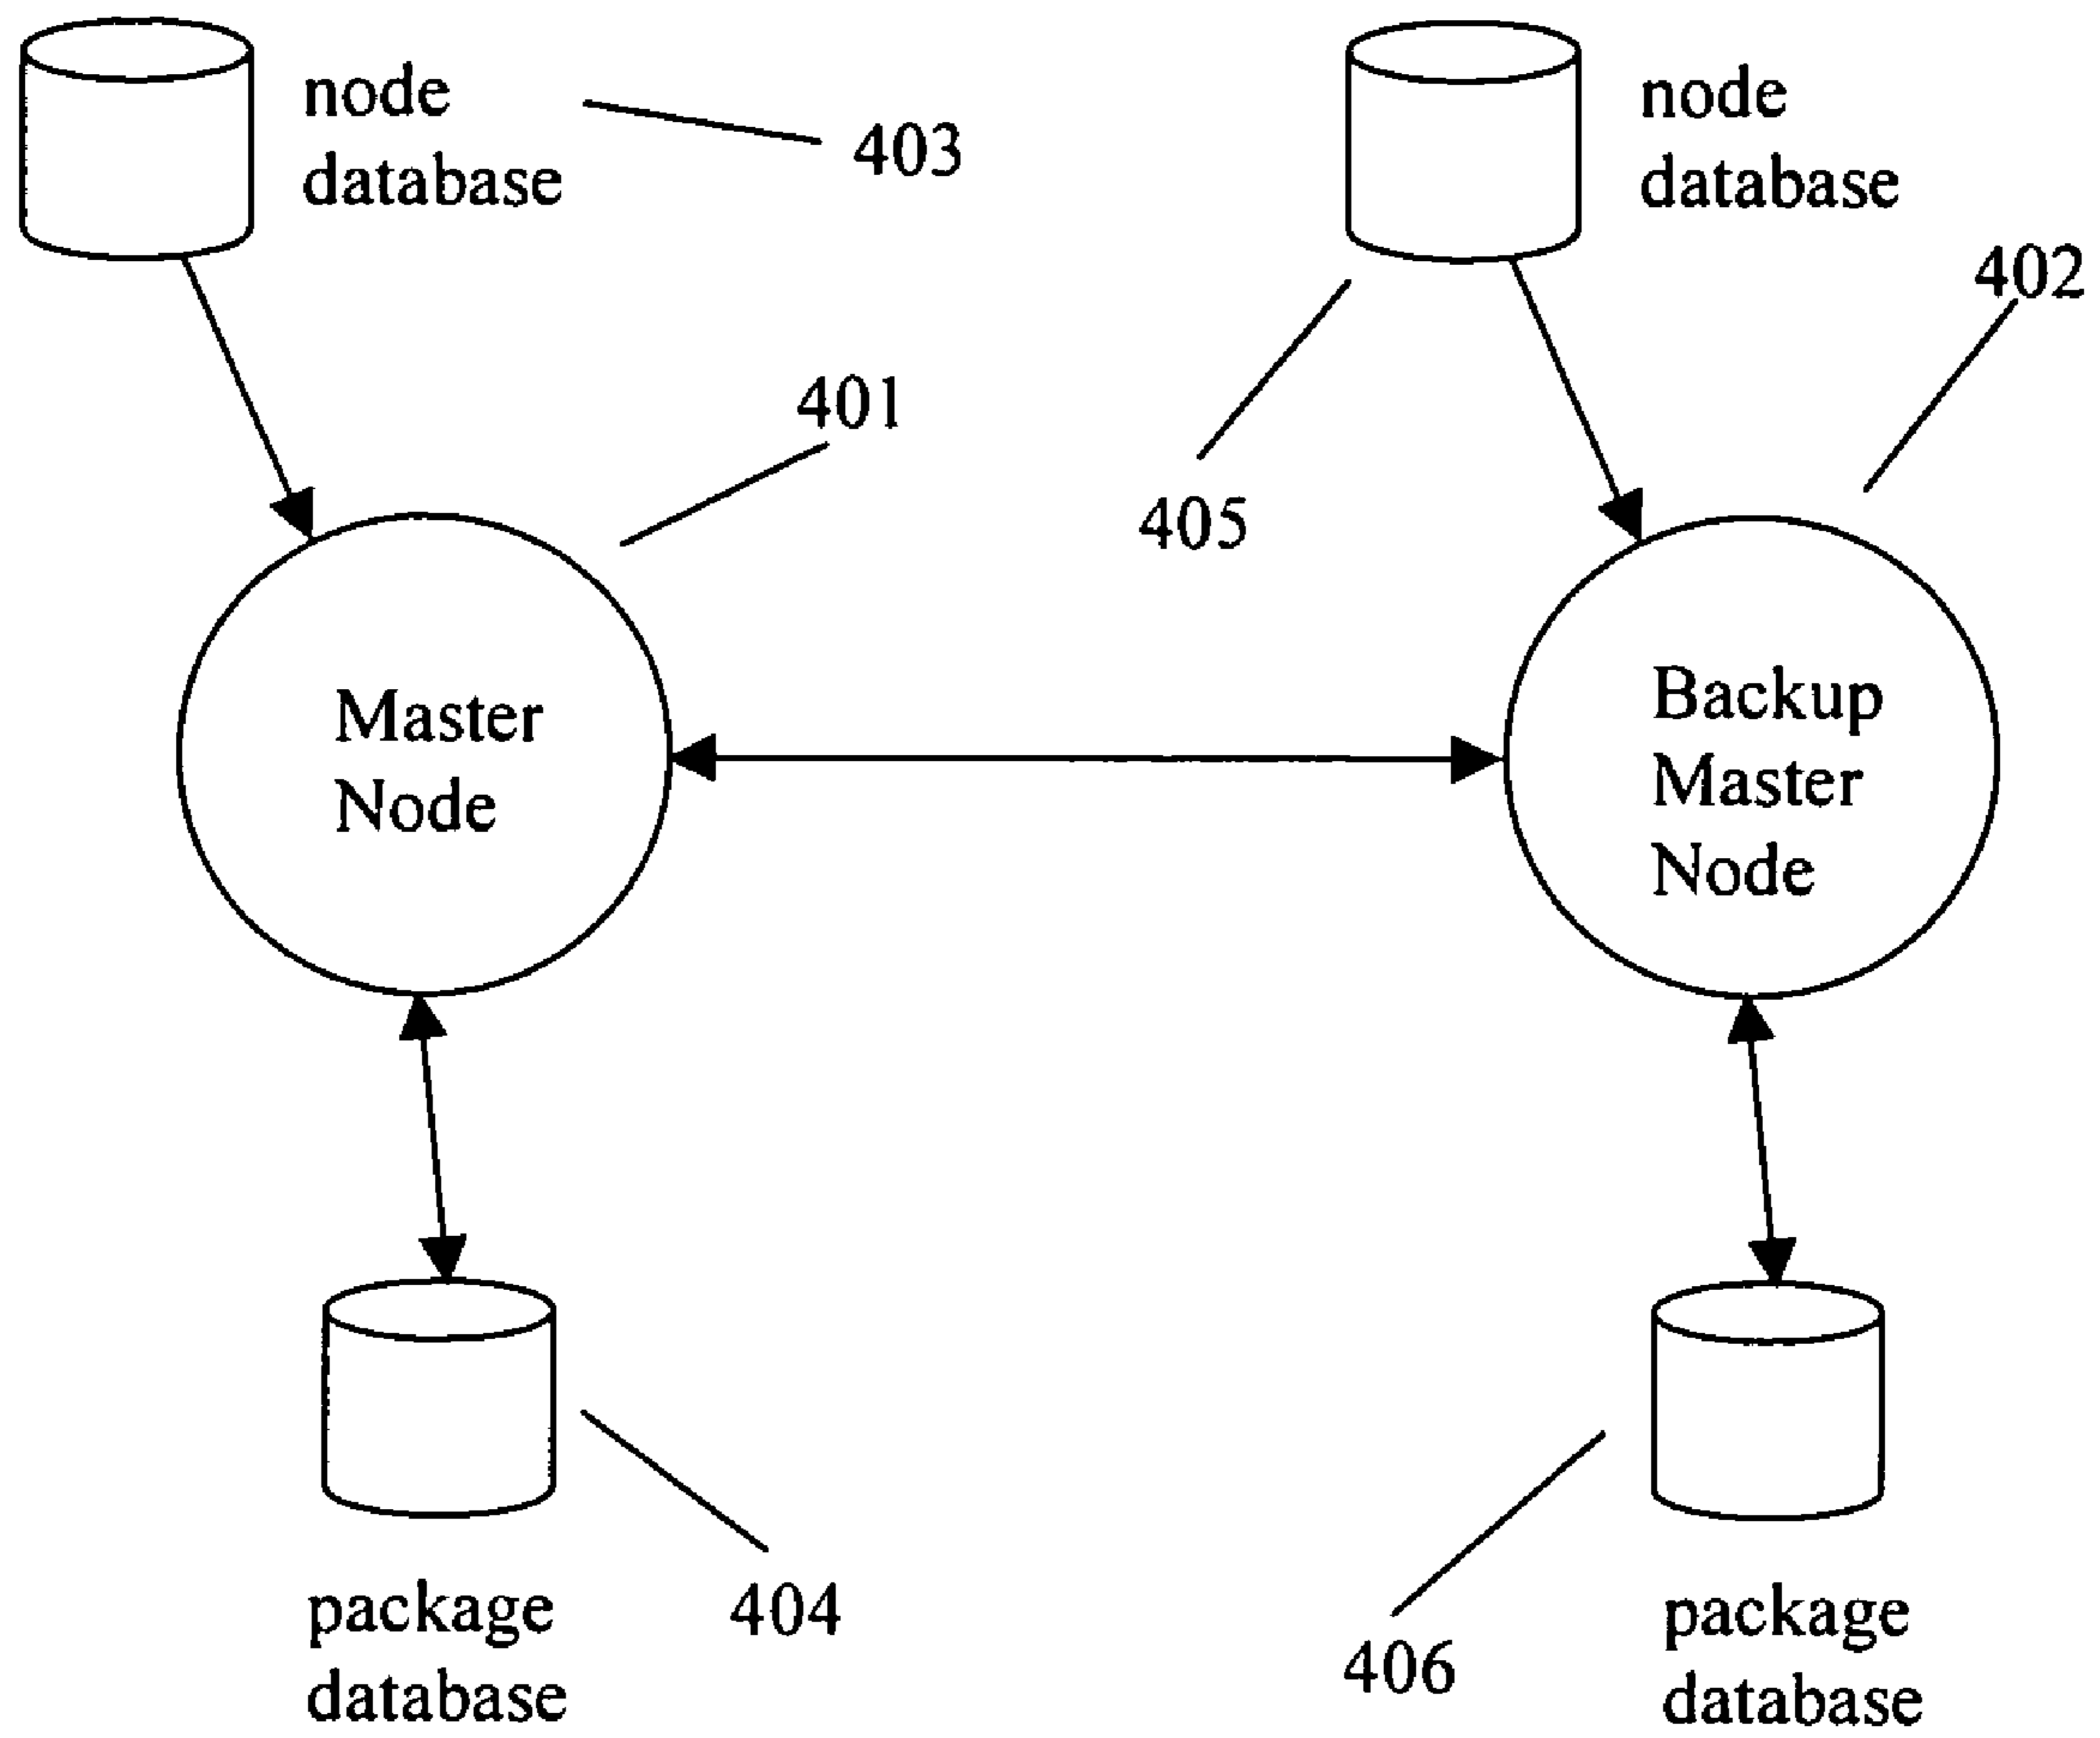 node
database
403
node
database
402
401
405
Master
Node
Backup
Master
Node
package
database
404
406
package
database